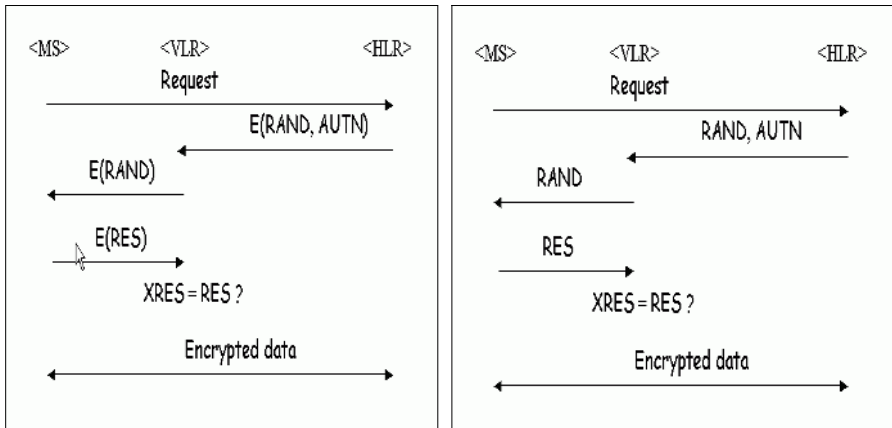 <MS> <VLR> <HLR>
Request
E(RAND, AUTN)
E(RAND)
E(RES)
XRES = RES ?
Encrypted data
<MS> <VLR> <HLR>
Request
RAND, AUTN
RAND
RES
XRES = RES ?
Encrypted data